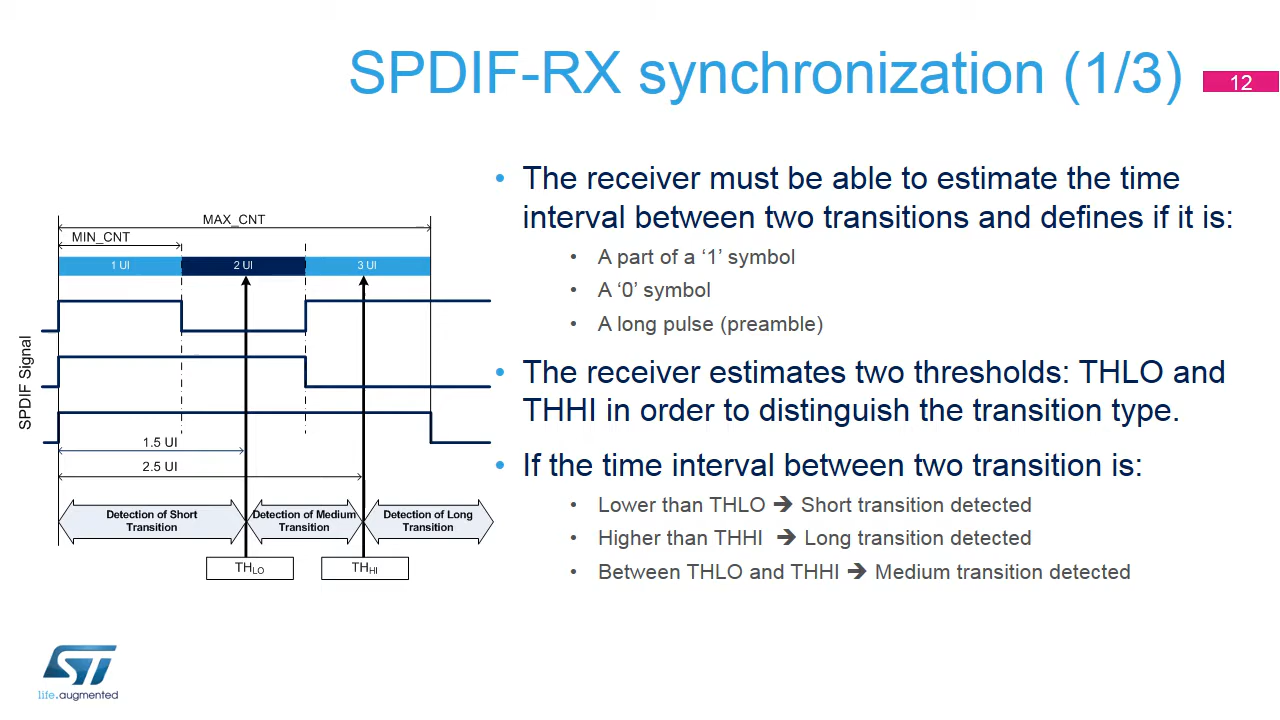 SPDIF-RX synchronization (1/3)
12
• The receiver must be able to estimate the time
interval between two transitions and defines if it is:
• A part of a ‘1’ symbol
• A ‘0’ symbol
• A long pulse (preamble)
• The receiver estimates two thresholds: THLO and
THHI in order to distinguish the transition type.
• If the time interval between two transition is:
• Lower than THLO ➔ Short transition detected
• Higher than THHI ➔ Long transition detected
• Between THLO and THHI ➔ Medium transition detected
MAX_CNT
MIN_CNT
1 UI
2 UI
3 UI
SPDIF Signal
1.5 UI
2.5 UI
Detection of Short
Transition
Detection of Medium
Transition
Detection of Long
Transition
THLO
THHI
ST
life.augmented